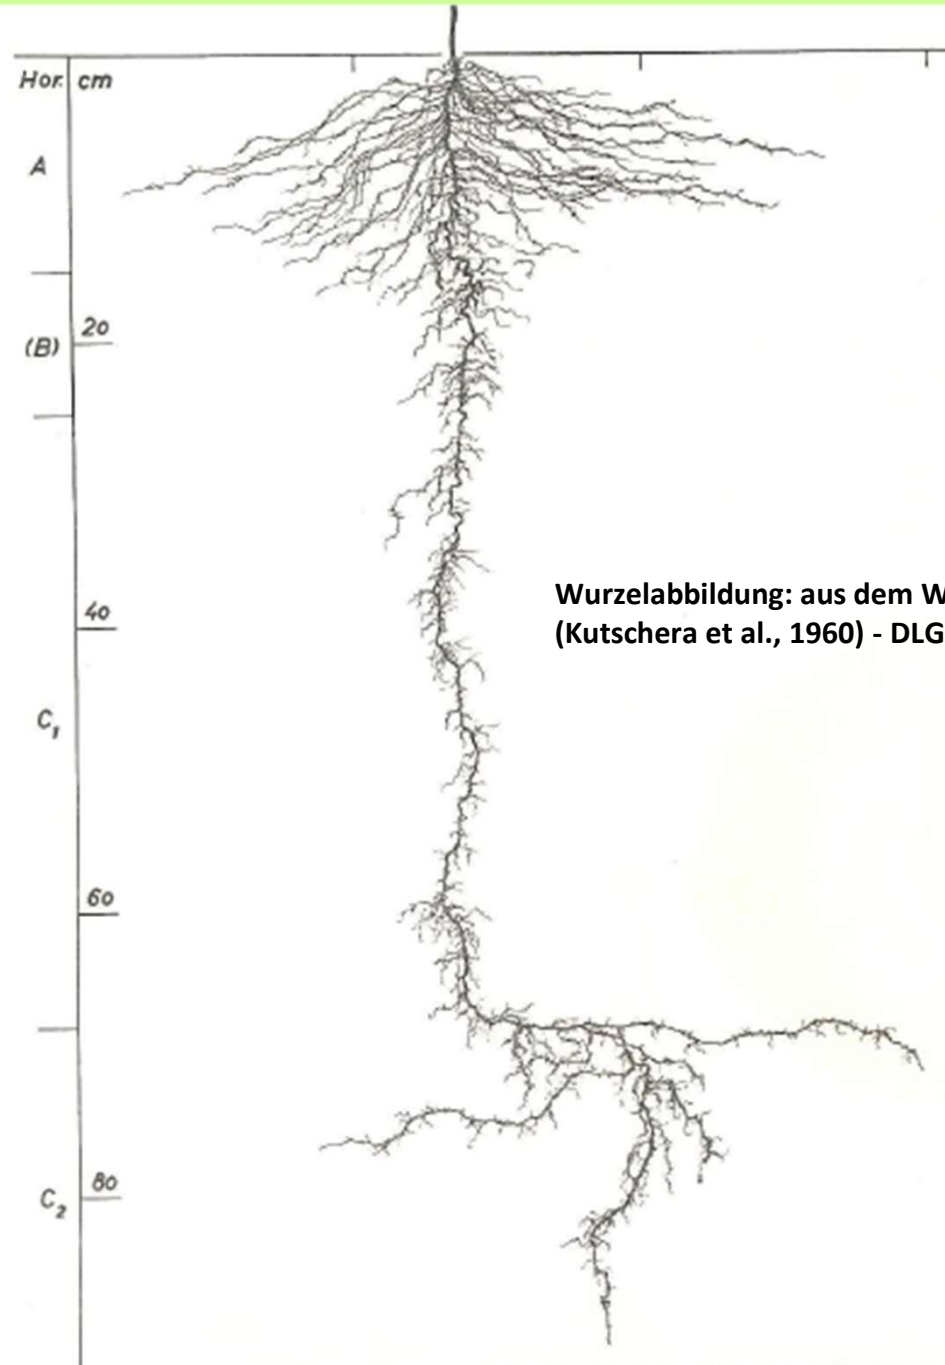 Hor. cm
A
20
(B)
40
Wurzelabbildung: aus dem
(Kutschera et al., 1960) - DLG
C₁
60
80
C₂